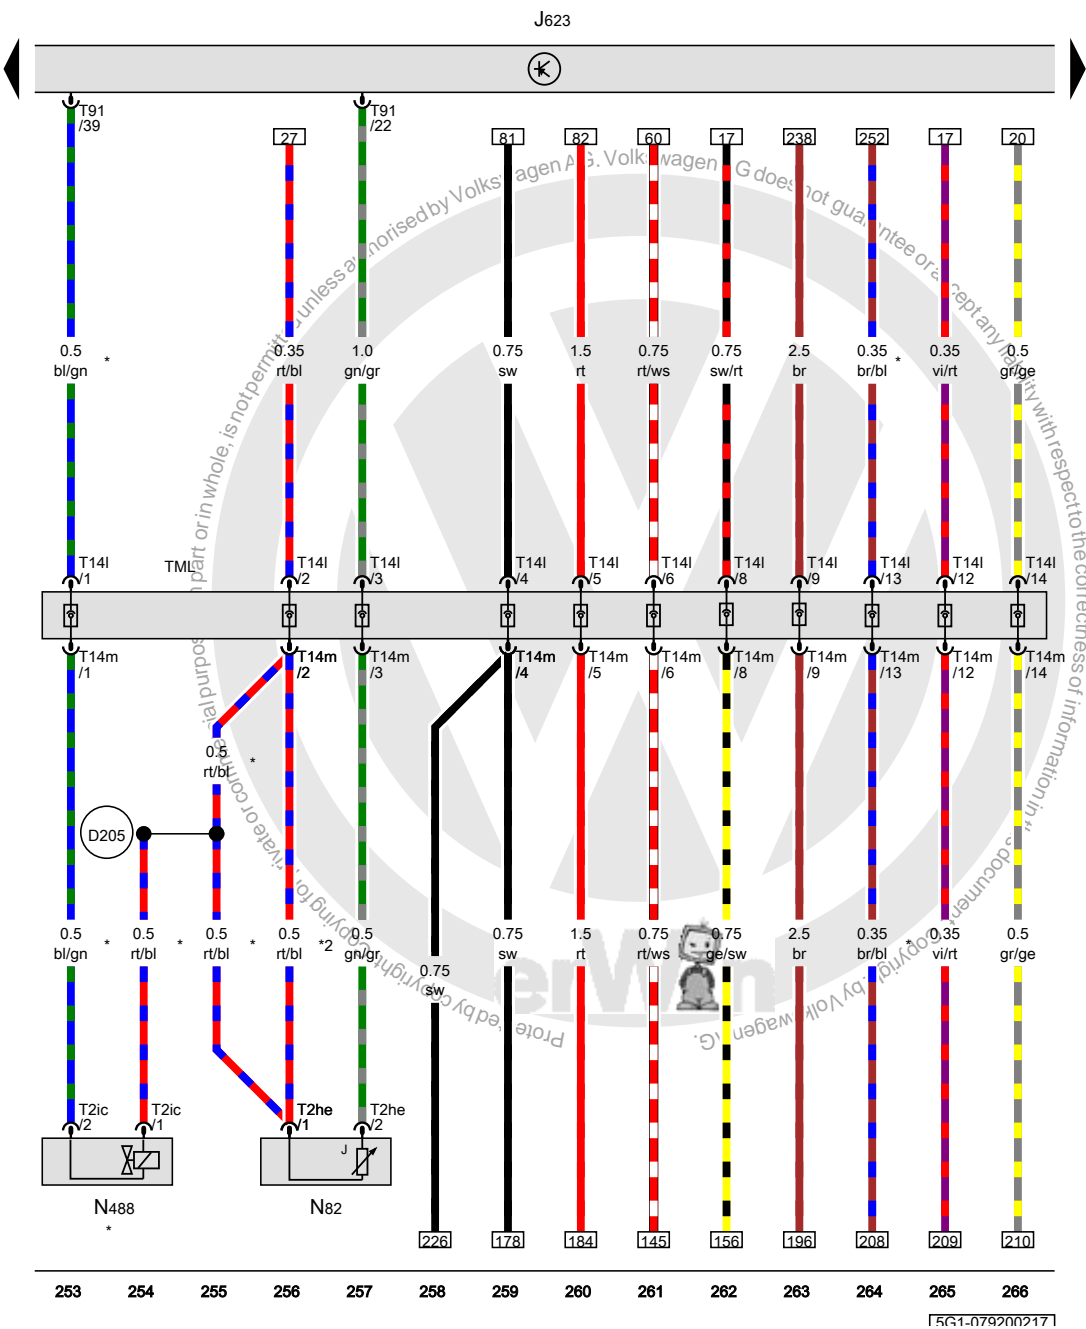 J623
T91
/39
T91
/22
27
81
82
60
17
238
252
17
20
0.5
bl/gn
*
0.35
rt/bl
1.0
gn/gr
0.75
sw
1.5
rt
0.75
rt/ws
0.75
sw/rt
2.5
br
0.35
br/bl
*
0.35
vi/rt
0.5
gr/ge
TML
T14l
/1
T14l
/2
T14l
/3
T14l
/4
T14l
/5
T14l
/6
T14l
/8
T14l
/9
T14l
/13
T14l
/12
T14l
/14
T14m
/1
T14m
/2
T14m
/3
T14m
/4
T14m
/5
T14m
/6
T14m
/8
T14m
/9
T14m
/13
T14m
/12
T14m
/14
0.5
rt/bl
*
D205
0.5
bl/gn
*
0.5
rt/bl
*
0.5
rt/bl
*
0.5
rt/bl
*2
0.5
gn/gr
0.75
sw
0.75
sw
1.5
rt
0.75
rt/ws
0.75
ge/sw
2.5
br
0.35
br/bl
*
0.35
vi/rt
0.5
gr/ge
T2ic
/2
T2ic
/1
T2he
/1
T2he
/2
J
N488
*
N82
226
178
184
145
156
196
208
209
210
253
254
255
256
257
258
259
260
261
262
263
264
265
266
5G1-079200217